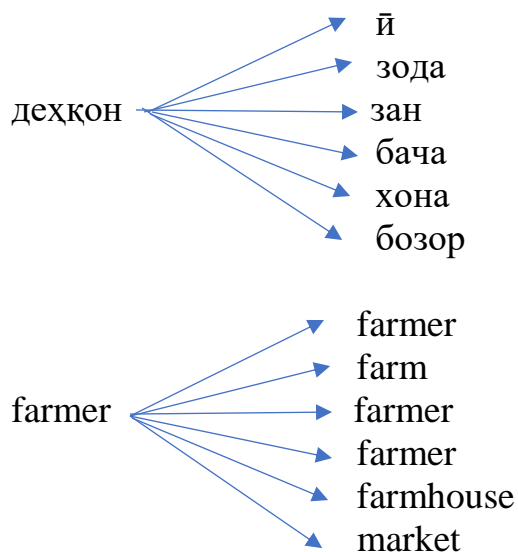 ӣ
зода
деҳқон зан
бача
хона
бозор
farmer
farm
farmer farmer
farmer
farmhouse
market